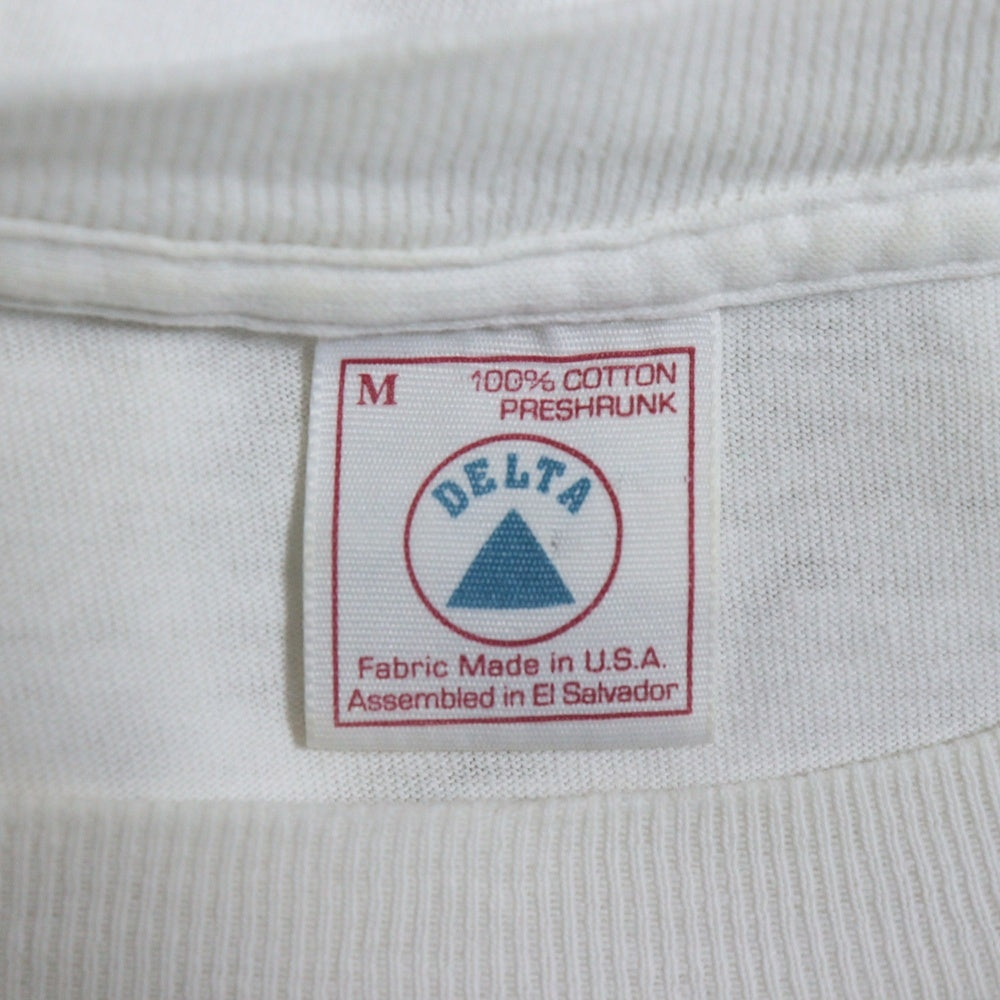 M
100% COTTON
PRESHRUNK
DELTA
Fabric Made in U.S.A.
Assembled in El Salvador